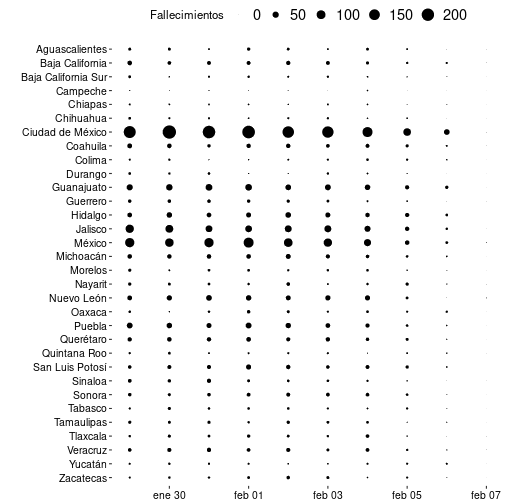 Fallecimientos 0 50 100 150 200
Aguascalientes
Baja California
Baja California Sur
Campeche
Chiapas
Chihuahua
Ciudad de México
Coahuila
Colima
Durango
Guanajuato
Guerrero
Hidalgo
Jalisco
México
Michoacán
Morelos
Nayarit
Nuevo León
Oaxaca
Puebla
Querétaro
Quintana Roo
San Luis Potosí
Sinaloa
Sonora
Tabasco
Tamaulipas
Tlaxcala
Veracruz
Yucatán
Zacatecas
ene 30 feb 01 feb 03 feb 05 feb 07